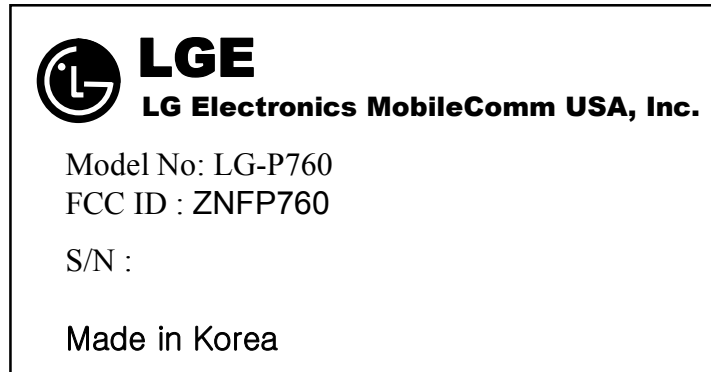 LGE
LG Electronics MobileComm USA, Inc.
Model No: LG-P760
FCC ID : ZNFP760
S/N :
Made in Korea